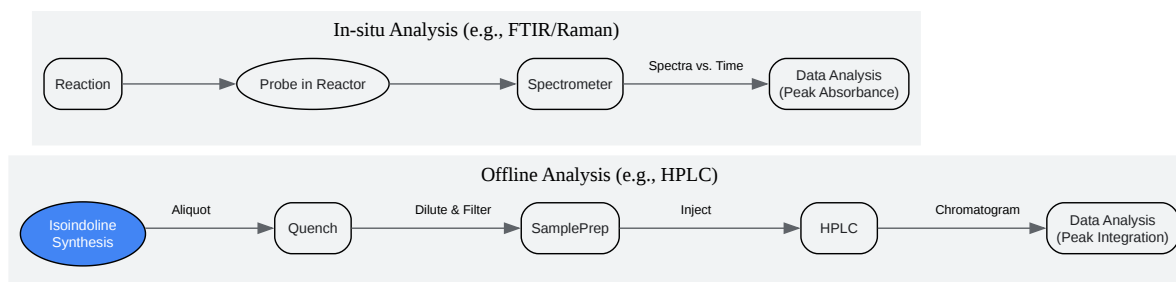 In-situ Analysis (e.g., FTIR/Raman)
Reaction
Probe in Reactor
Spectrometer
Spectra vs. Time
Data Analysis
(Peak Absorbance)
Offline Analysis (e.g., HPLC)
Isoindoline
Synthesis
Aliquot
Quench
Dilute & Filter
SamplePrep
Inject
HPLC
Chromatogram
Data Analysis
(Peak Integration)